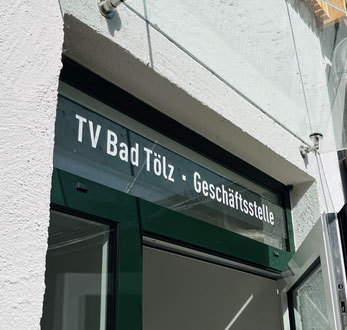 TV Bad Tölz · Geschäftsstelle